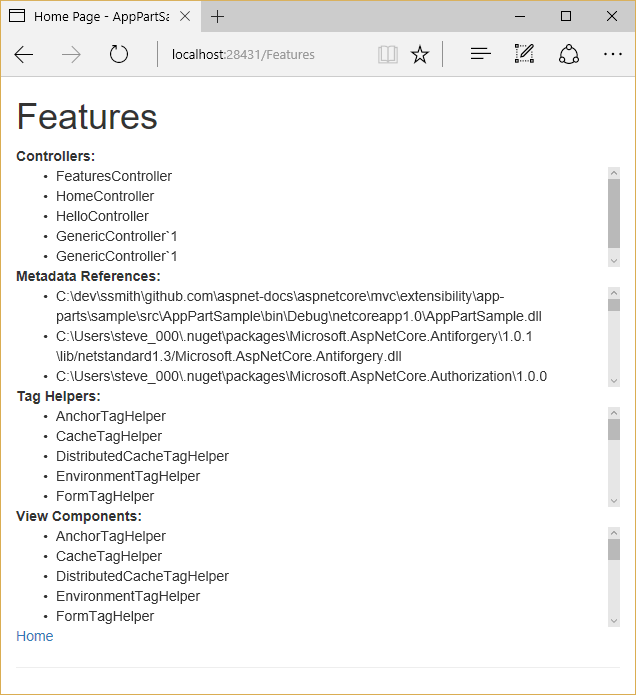 Home Page - AppPartSa
localhost:28431/Features
Features
Controllers:
• FeaturesController
• HomeController
• HelloController
• GenericController`1
• GenericController`1
Metadata References:
• C:\dev\ssmith\github.com\aspnet-docs\aspnetcore\mvc\extensibility\app-
parts\sample\src\AppPartSample\bin\Debug\netcoreapp1.0\AppPartSample.dll
• C:\Users\steve_000\.nuget\packages\Microsoft.AspNetCore.Antiforgery\1.0.1
\lib/netstandard1.3/Microsoft.AspNetCore.Antiforgery.dll
• C:\Users\steve_000\.nuget\packages\Microsoft.AspNetCore.Authorization\1.0.0
Tag Helpers:
• AnchorTagHelper
• CacheTagHelper
• DistributedCacheTagHelper
• EnvironmentTagHelper
• FormTagHelper
View Components:
• AnchorTagHelper
• CacheTagHelper
• DistributedCacheTagHelper
• EnvironmentTagHelper
• FormTagHelper
Home